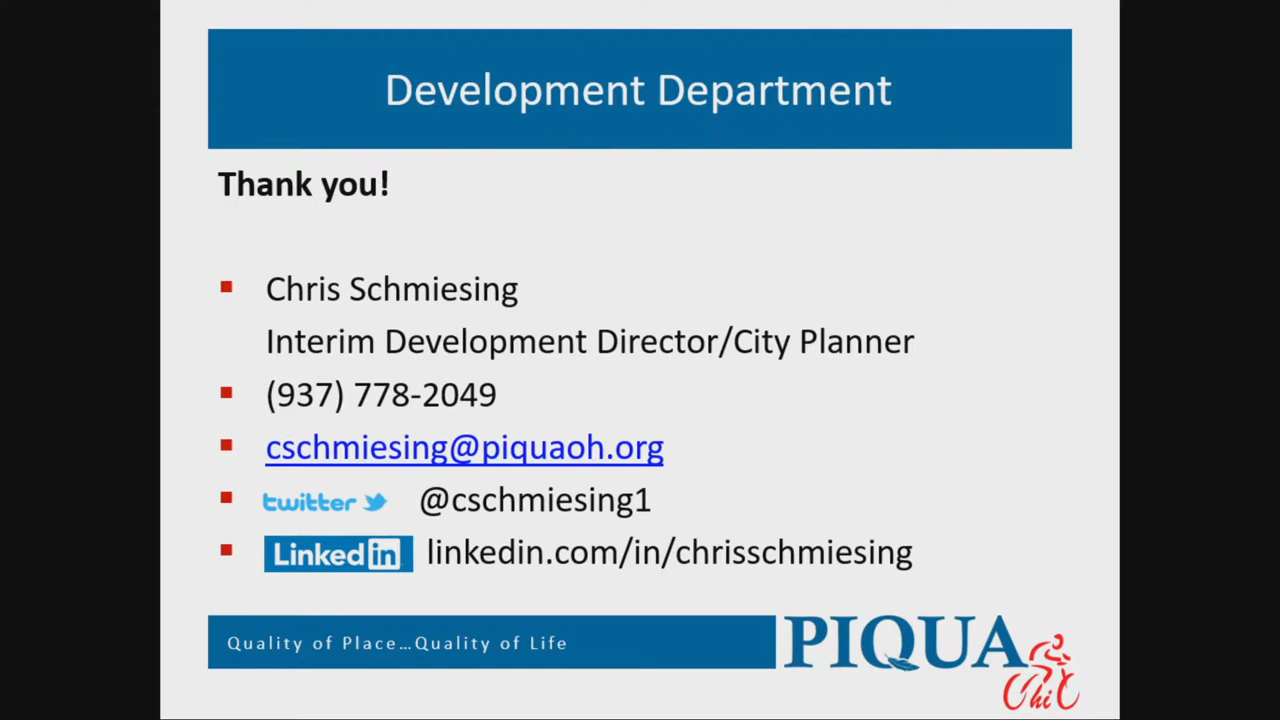 Development Department
Thank you!
Chris Schmiesing
Interim Development Director/City Planner
(937) 778-2049
cschmiesing@piquaoh.org
twitter @cschmiesing1
Linkedin linkedin.com/in/chrisschmiesing
Quality of Place…Quality of Life
PIQUA
Ohio